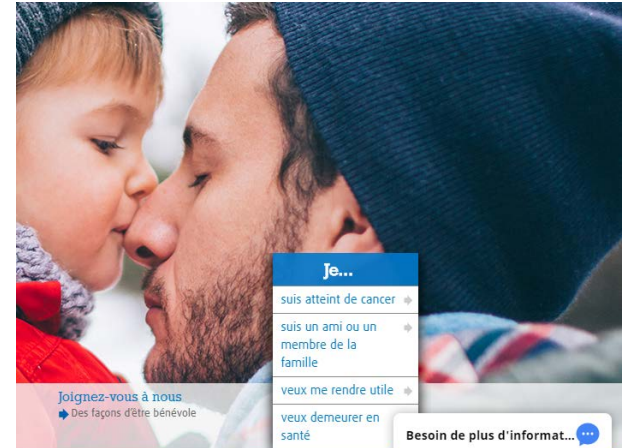 Je...
suis atteint de cancer
suis un ami ou un
membre de la
famille
veux me rendre utile
veux demeurer en
santé
Joignez-vous à nous
Des façons d'être bénévole
Besoin de plus d'informat...